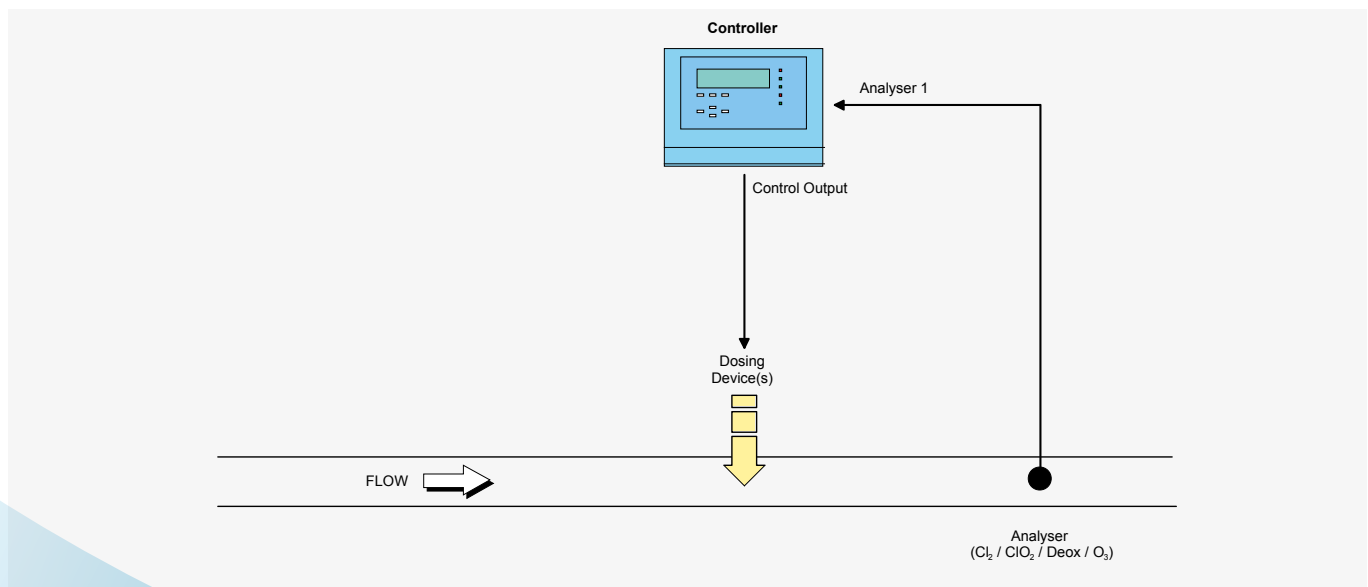 Controller
Analyser 1
Control Output
Dosing
Device(s)
FLOW
Analyser
(Cl₂ / ClO₂ / Deox / O₃)